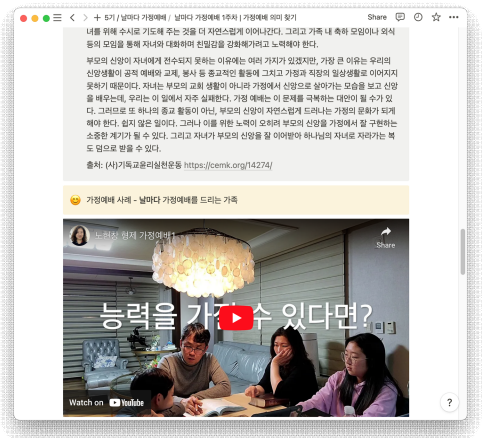 5기 / 날마다 가정예배 / 날마다 가정예배 1주차 | 가정예배 의미 찾기
Share
녀를 위해 수시로 기도해 주는 것을 더 자연스럽게 이어나간다. 그리고 가족 내 축하 모임이나 외식
등의 모임을 통해 자녀와 대화하며 친밀감을 강화해가려고 노력해야 한다.
부모의 신앙이 자녀에게 전수되지 못하는 이유에는 여러 가지가 있겠지만, 가장 큰 이유는 우리의
신앙생활이 공적 예배와 교제, 봉사 등 종교적인 활동에 그치고 가정과 직장의 일상생활로 이어지지
못하기 때문이다. 자녀는 부모의 교회 생활이 아니라 가정에서 신앙으로 살아가는 모습을 보고 신앙
을 배우는데, 우리는 이 일에서 자주 실패한다. 가정 예배는 이 문제를 극복하는 대안이 될 수가 있
다. 그러므로 또 하나의 종교 활동이 아닌, 부모의 신앙이 자연스럽게 드러나는 가정의 문화가 되게
해야 한다. 쉽지 않은 일이다. 그러나 이를 위한 노력이 오히려 부모의 신앙을 가정에서 잘 구현하는
소중한 계기가 될 수 있다. 그리고 자녀가 부모의 신앙을 잘 이어받아 하나님의 자녀로 자라가는 복
도 덤으로 받을 수 있다.
출처: (사)기독교윤리실천운동 https://cemk.org/14274/
가정예배 사례 - 날마다 가정예배를 드리는 가족
노현창 형제 가정예배1
Share
능력을 가질 수 있다면?
Watch on YouTube
?